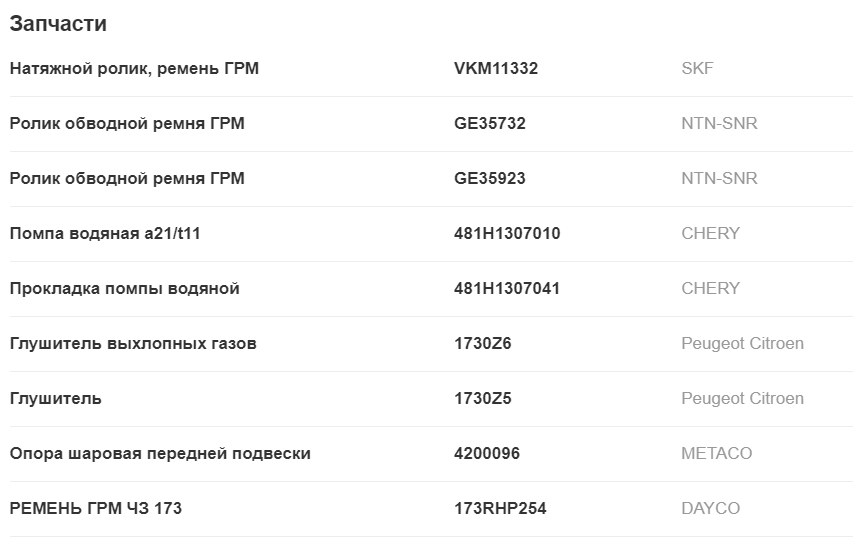 Запчасти
Натяжной ролик, ремень ГРМ VKM11332 SKF
Ролик обводной ремня ГРМ GE35732 NTN-SNR
Ролик обводной ремня ГРМ GE35923 NTN-SNR
Помпа водяная a21/t11 481H1307010 CHERY
Прокладка помпы водяной 481H1307041 CHERY
Глушитель выхлопных газов 1730Z6 Peugeot Citroen
Глушитель 1730Z5 Peugeot Citroen
Опора шаровая передней подвески 4200096 METACO
РЕМЕНЬ ГРМ ЧЗ 173 173RHP254 DAYCO